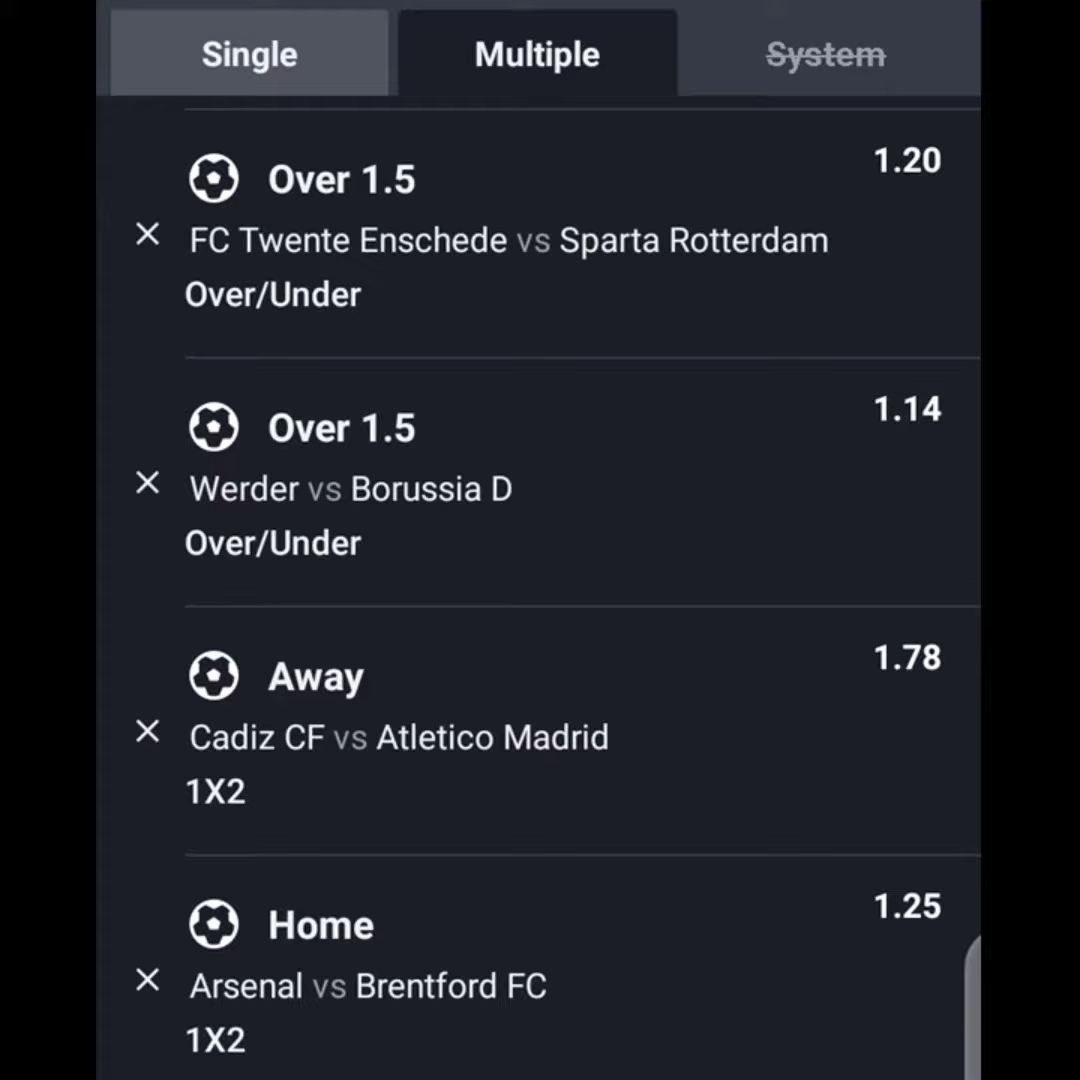 Single Multiple System
Over 1.5 1.20
FC Twente Enschede vs Sparta Rotterdam
Over/Under
Over 1.5 1.14
Werder vs Borussia D
Over/Under
Away 1.78
Cadiz CF vs Atletico Madrid
1X2
Home 1.25
Arsenal vs Brentford FC
1X2